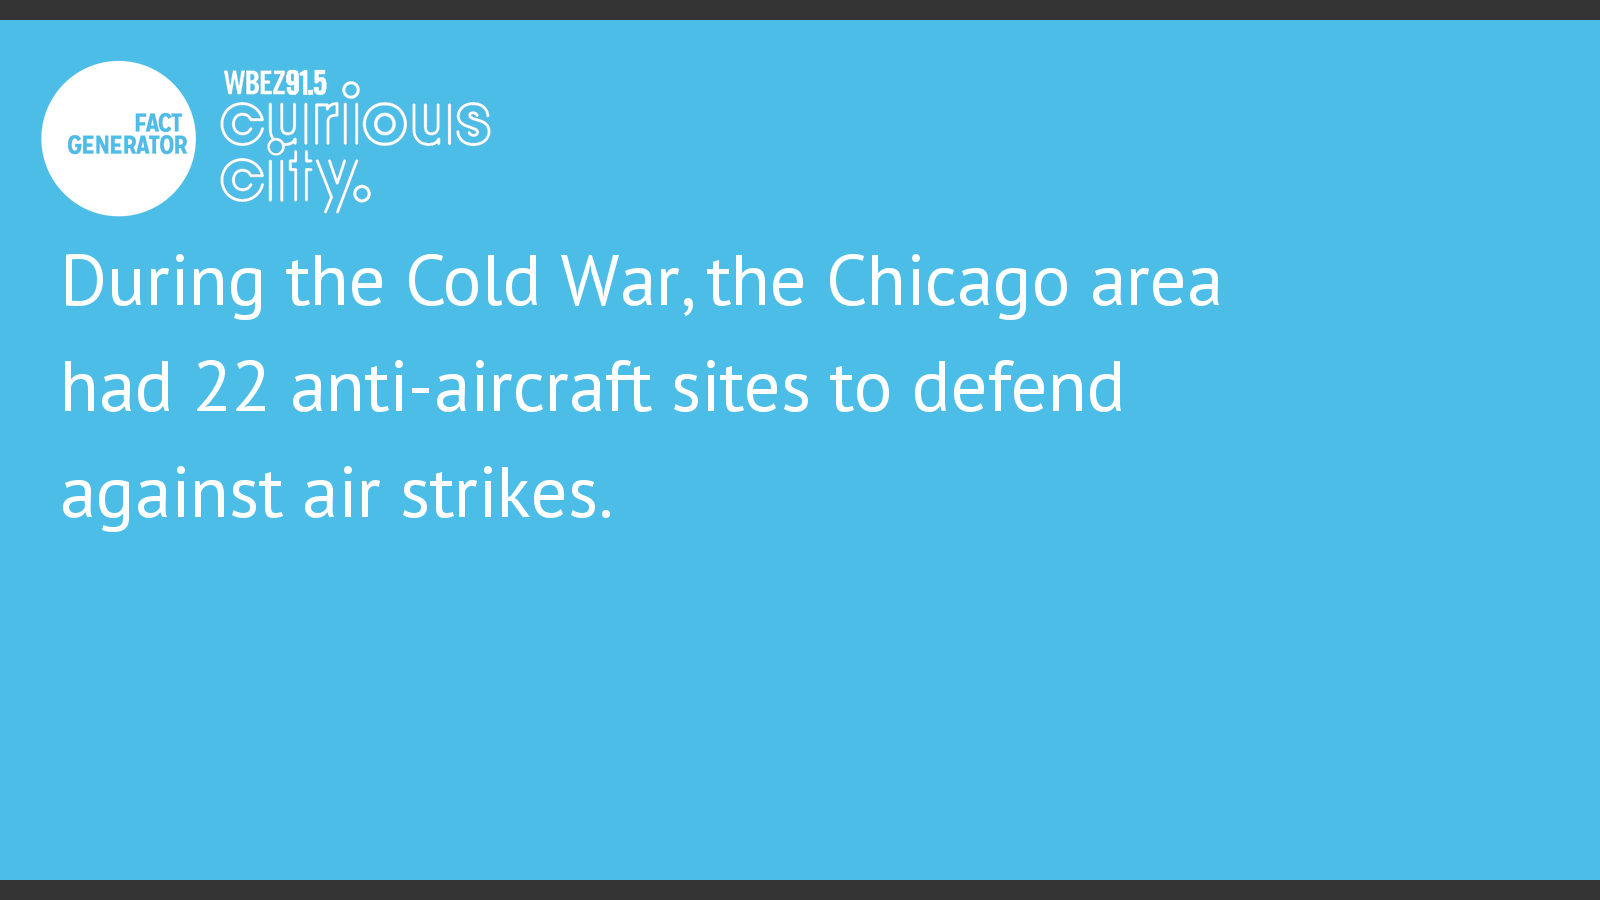 FACT
GENERATOR
WBEZ91.5
curious
city.
During the Cold War, the Chicago area
had 22 anti-aircraft sites to defend
against air strikes.